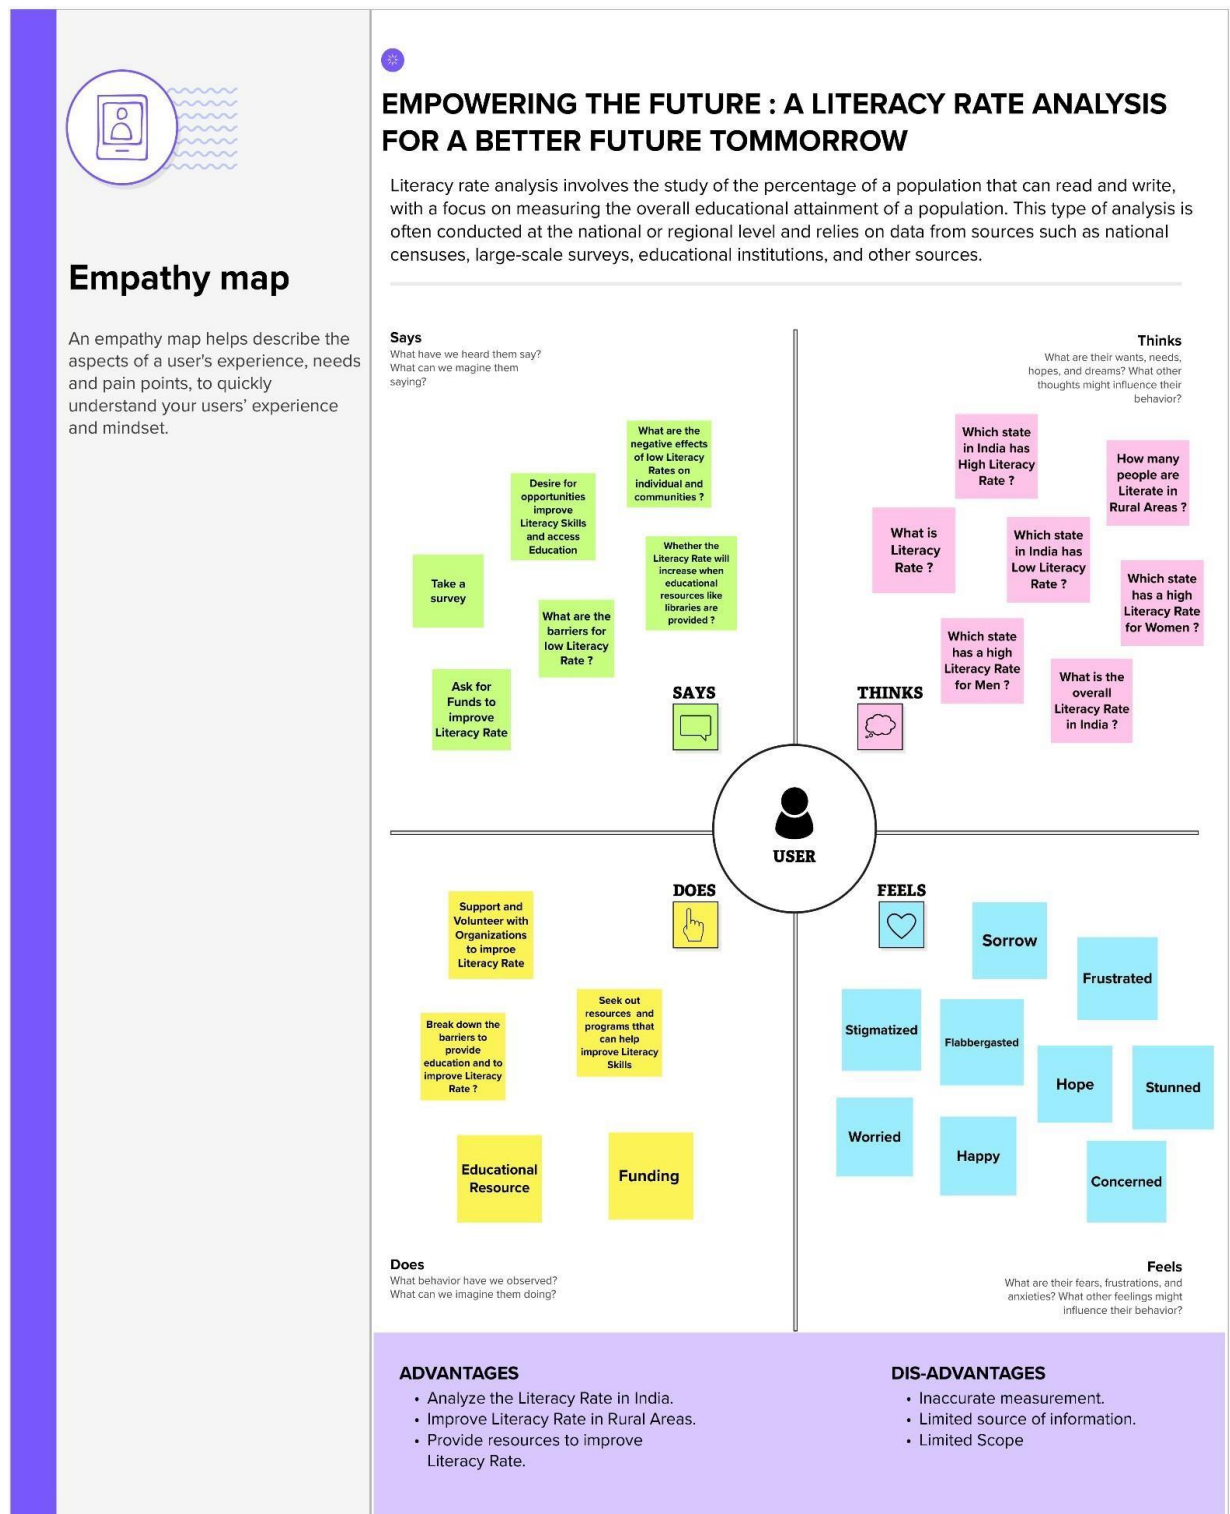 Empathy map
An empathy map helps describe the
aspects of a user's experience, needs
and pain points, to quickly
understand your users' experience
and mindset.
EMPOWERING THE FUTURE : A LITERACY RATE ANALYSIS
FOR A BETTER FUTURE TOMMORROW
Literacy rate analysis involves the study of the percentage of a population that can read and write,
with a focus on measuring the overall educational attainment of a population. This type of analysis is
often conducted at the national or regional level and relies on data from sources such as national
censuses, large-scale surveys, educational institutions, and other sources.
Says
What have we heard them say?
What can we magine them
saying?
What are the
negative effects
of low Literacy
Rates on
individual and
communities ?
Desire for
opportunities
improve
Literacy Skills
and access
Education
Whether the
Literacy Rate will
increase when
educational
resources like
libraries are
provided ?
Take a
survey
What are the
barriers for
low Literacy
Rate ?
Ask for
Funds to
improve
Literacy Rate
SAYS
Thinks
What are their wants, needs,
hopes, and dreams? What other
thoughts might influence their
behavior?
Which state
in India has
High Literacy
Rate ?
How many
people are
Literate in
Rural Areas ?
What is
Literacy
Rate ?
Which state
in India has
Low Literacy
Rate ?
Which state
has a high
Literacy Rate
for Women ?
Which state
has a high
Literacy Rate
for Men ?
What is the
overall
Literacy Rate
in India ?
THINKS
USER
DOES
Support and
Volunteer with
Organizations
to improe
Literacy Rate
Seek out
resources and
programs tthat
can help
improve Literacy
Skills
Break down the
barriers to
provide
education and to
improve Literacy
Rate ?
Educational
Resource
Funding
Does
What behavior have we observed?
What can we imagine them doing?
FEELS
Sorrow
Frustrated
Stigmatized
Flabbergasted
Hope
Stunned
Worried
Happy
Concerned
Feels
What are their fears, frustrations, and
anxieties? What other feelings might
influence their behavior?
ADVANTAGES
• Analyze the Literacy Rate in India.
• Improve Literacy Rate in Rural Areas.
• Provide resources to improve
Literacy Rate.
DIS-ADVANTAGES
• Inaccurate measurement.
• Limited source of information.
• Limited Scope